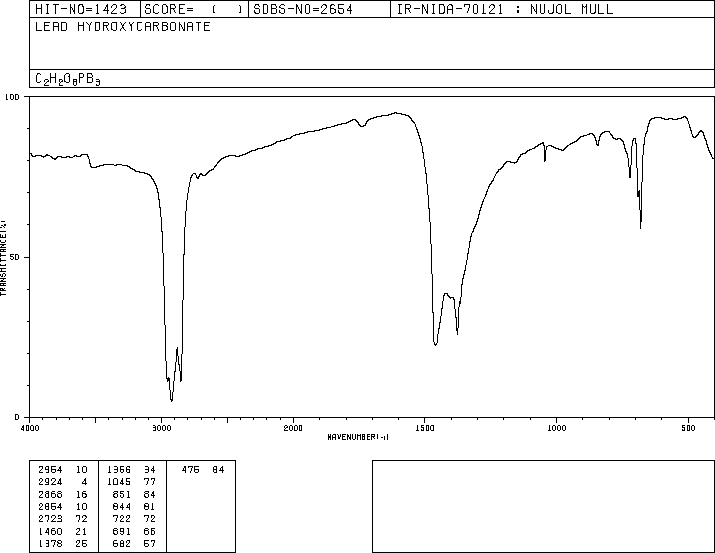 HIT-NO=1423 SCORE= ( ) SDBS-NO=2654 IR-NIDA-70121 : NUJOL MULL
LEAD HYDROXYCARBONATE
C2H2O8PB3
100
50
0
TRANSMITTANCE(%)
4000 3000 2000 1500 1000 500
WAVENUMBER(-1)
2954 10 1366 34 475 84
2924 4 1045 77
2868 16 851 84
2854 10 844 81
2723 72 722 72
1460 21 691 66
1378 25 682 57